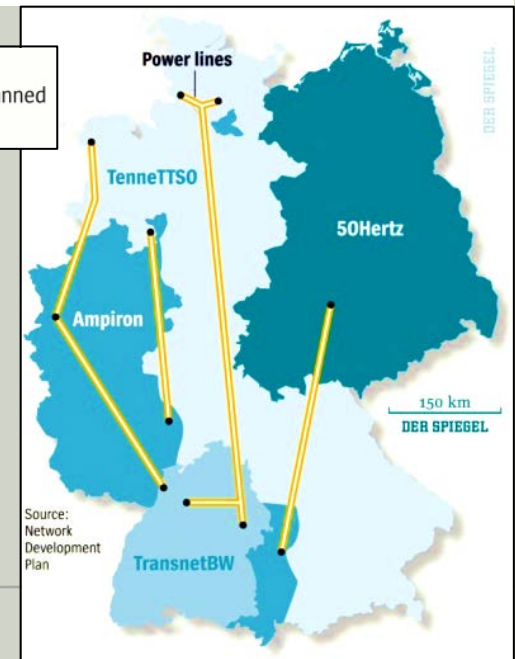 nned
Power lines
DER SPIEGEL
TenneTTSO
50Hertz
Ampiron
150 km
DER SPIEGEL
Source:
Network
Development
Plan
TransnetBW